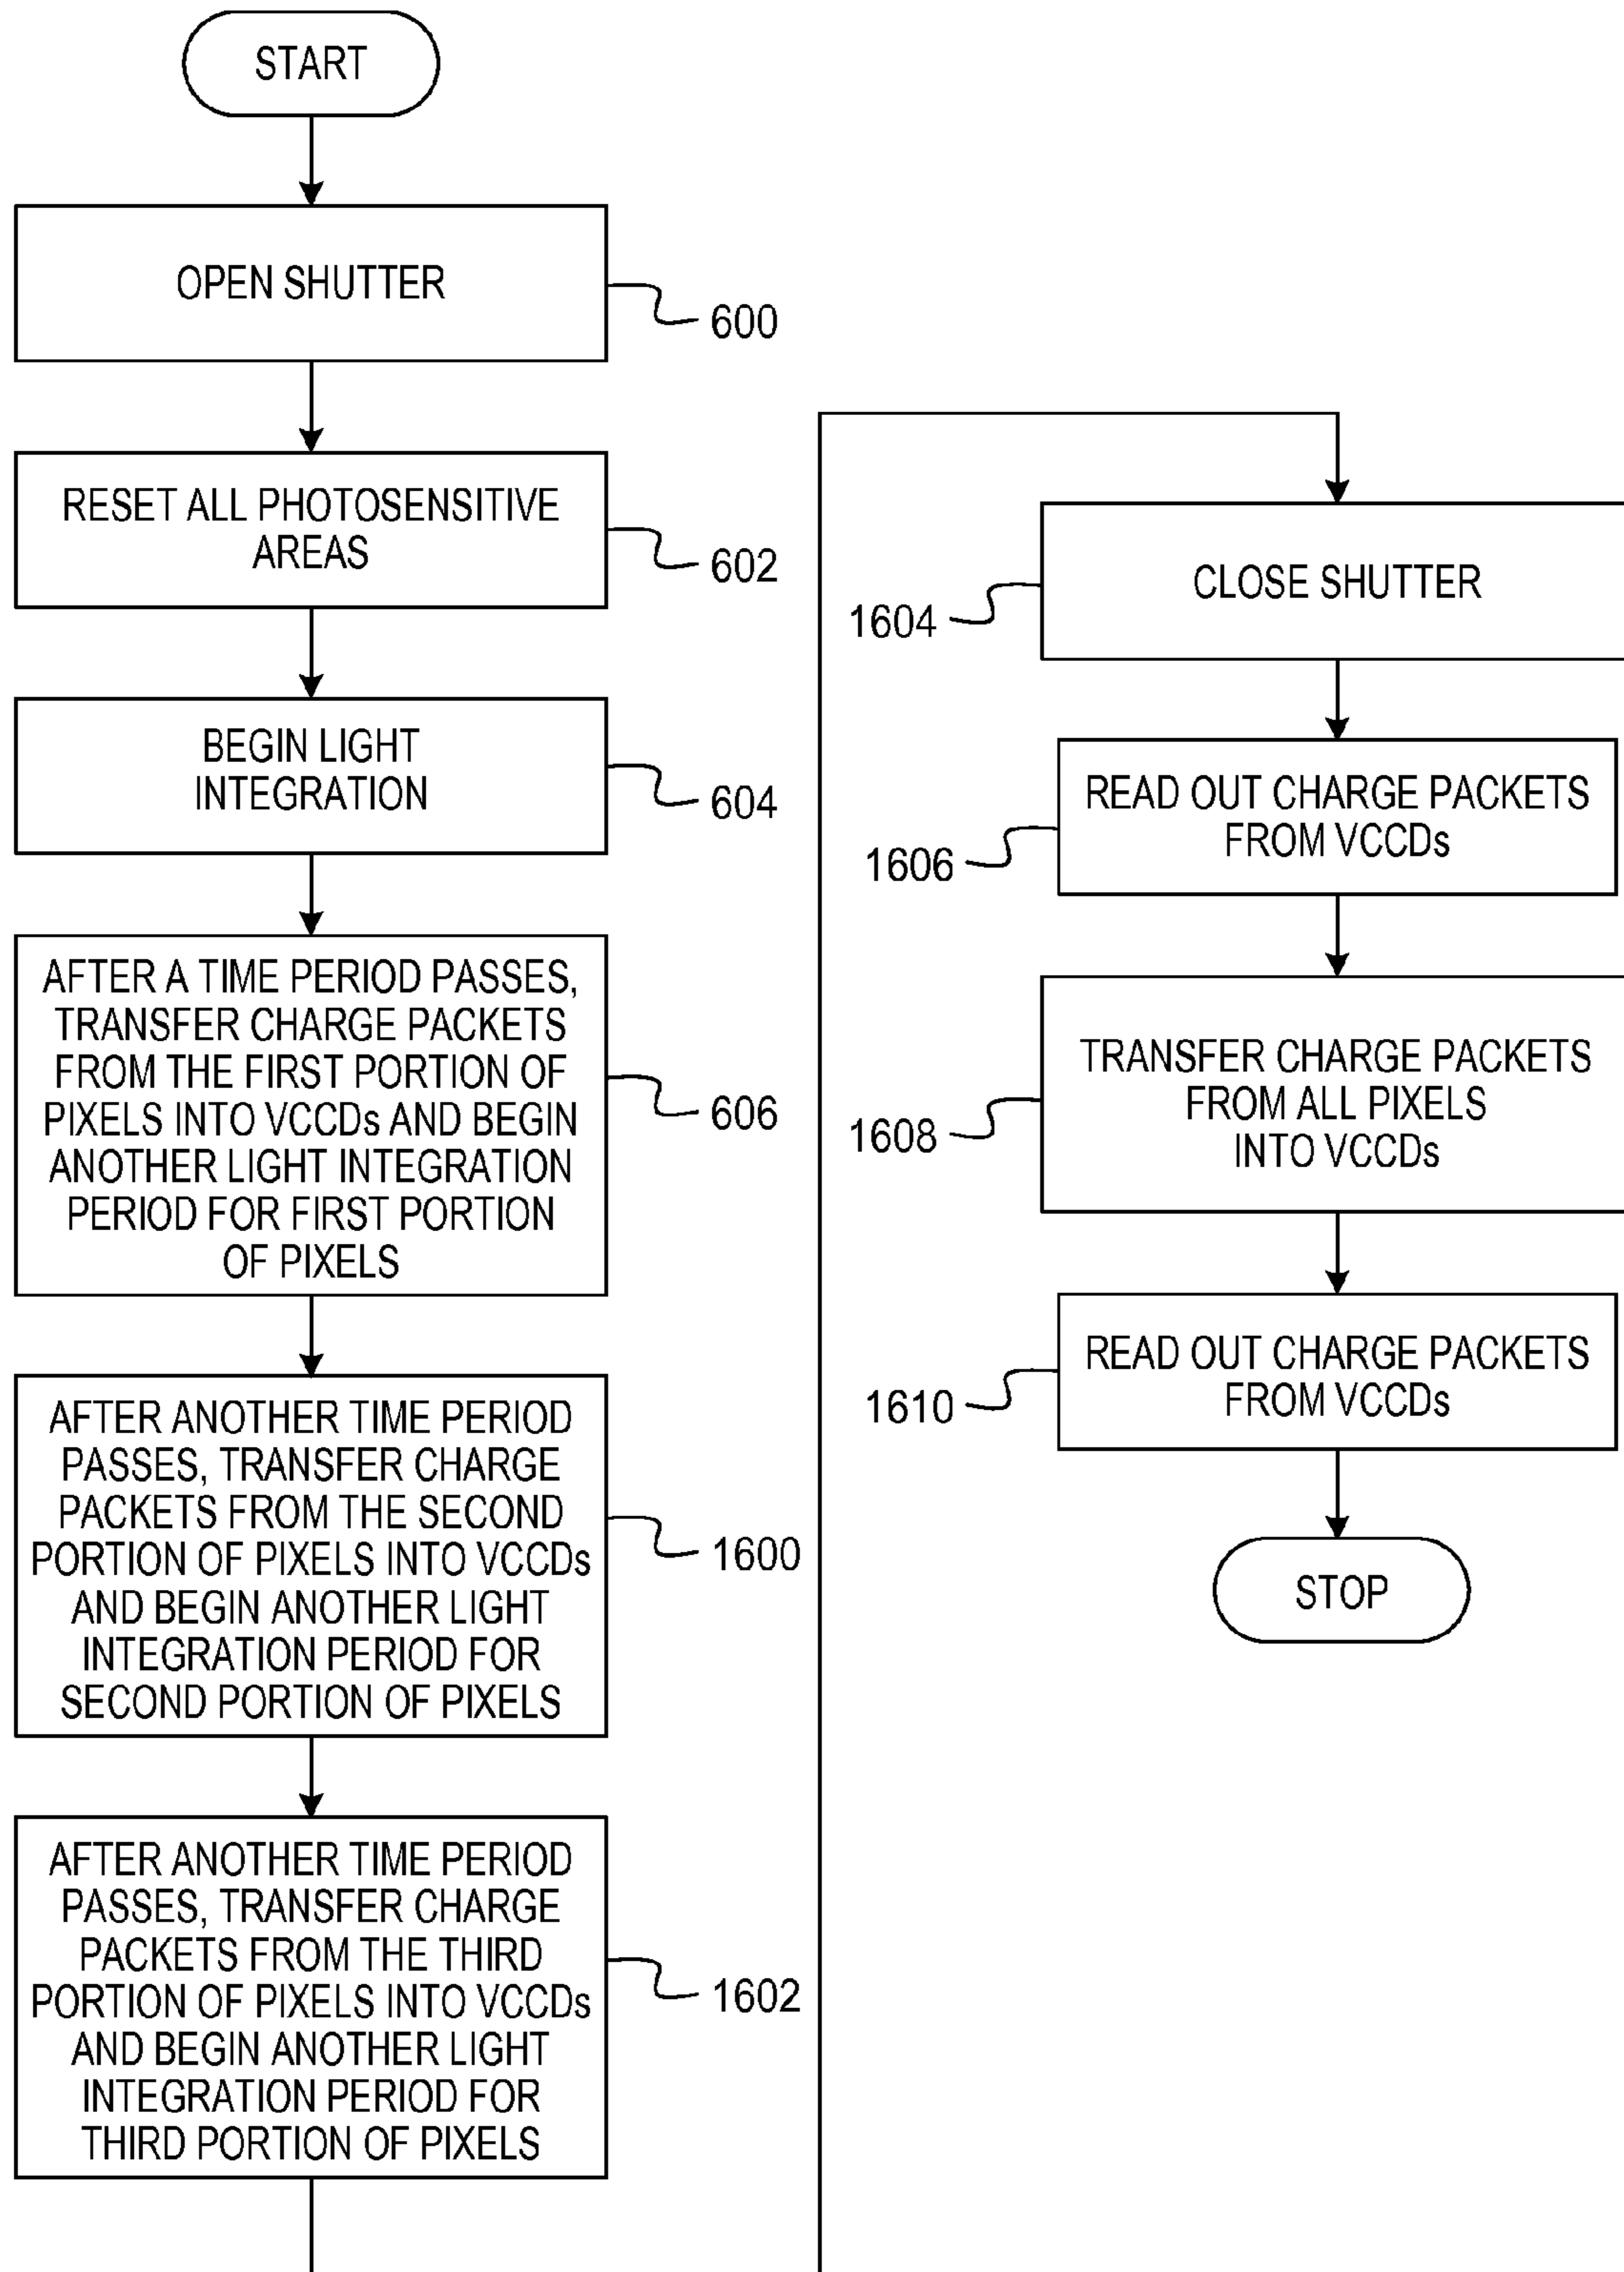 START
OPEN SHUTTER
600
RESET ALL PHOTOSENSITIVE
AREAS
602
BEGIN LIGHT
INTEGRATION
604
AFTER A TIME PERIOD PASSES,
TRANSFER CHARGE PACKETS
FROM THE FIRST PORTION OF
PIXELS INTO VCCDs AND BEGIN
ANOTHER LIGHT INTEGRATION
PERIOD FOR FIRST PORTION
OF PIXELS
606
AFTER ANOTHER TIME PERIOD
PASSES, TRANSFER CHARGE
PACKETS FROM THE SECOND
PORTION OF PIXELS INTO VCCDs
AND BEGIN ANOTHER LIGHT
INTEGRATION PERIOD FOR
SECOND PORTION OF PIXELS
1600
AFTER ANOTHER TIME PERIOD
PASSES, TRANSFER CHARGE
PACKETS FROM THE THIRD
PORTION OF PIXELS INTO VCCDs
AND BEGIN ANOTHER LIGHT
INTEGRATION PERIOD FOR
THIRD PORTION OF PIXELS
1602
CLOSE SHUTTER
1604
READ OUT CHARGE PACKETS
FROM VCCDs
1606
TRANSFER CHARGE PACKETS
FROM ALL PIXELS
INTO VCCDs
1608
READ OUT CHARGE PACKETS
FROM VCCDs
1610
STOP